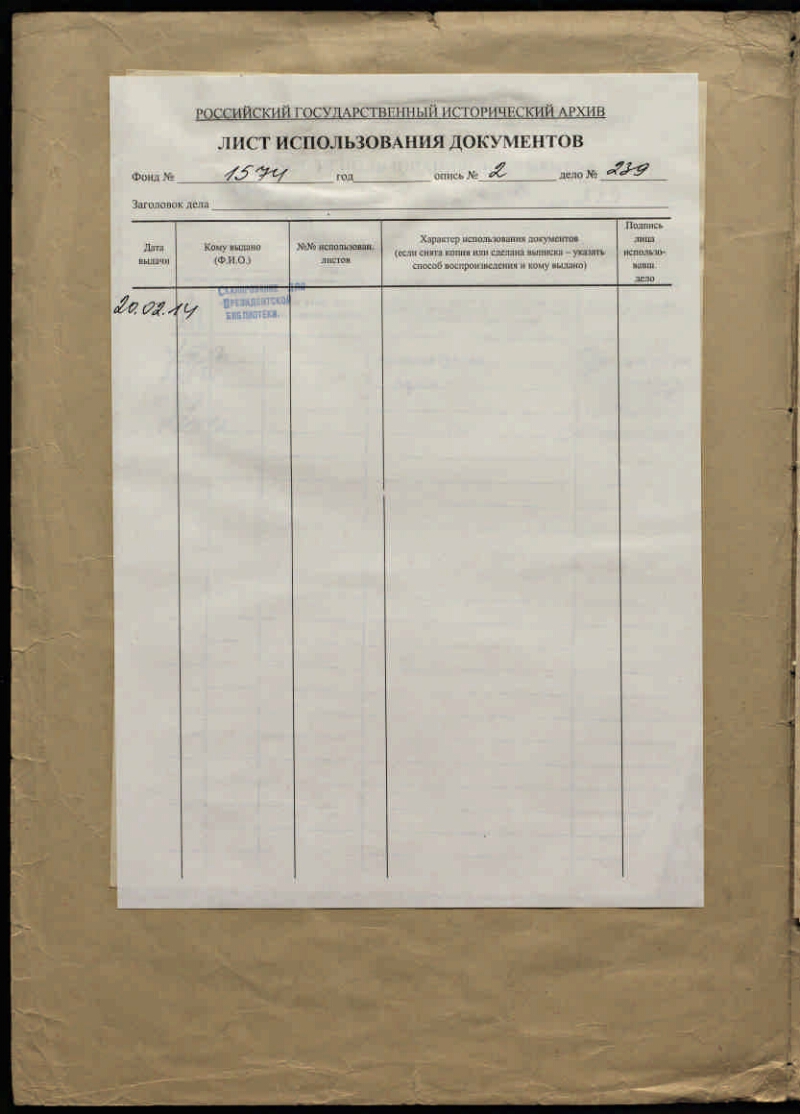 РОССИЙСКИЙ ГОСУДАРСТВЕННЫЙ ИСТОРИЧЕСКИЙ АРХИВ
ЛИСТ ИСПОЛЬЗОВАНИЯ ДОКУМЕНТОВ
Фонд № 1574 год опись № 2 дело № 239
Заголовок дела
Дата
выдачи
Кому выдано
(Ф.И.О.)
№№ использован.
листов
Характер использования документов
(если снята копия или сделана выписка – указать
способ воспроизведения и кому выдано)
Подпись
лица
использо-
вавш.
дело
20.02.14
Сканирование для
Президентской
библиотеки.